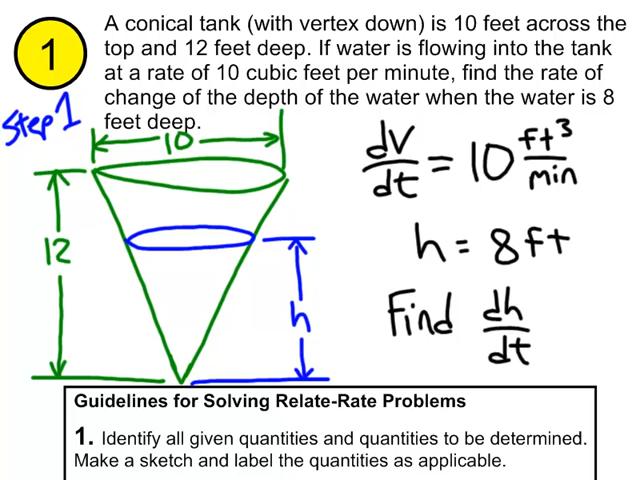 1
A conical tank (with vertex down) is 10 feet across the
top and 12 feet deep. If water is flowing into the tank
at a rate of 10 cubic feet per minute, find the rate of
change of the depth of the water when the water is 8
feet deep.
Step 1
10
12
h
dV/dt = 10 ft³/min
h = 8ft
Find dh/dt
Guidelines for Solving Relate-Rate Problems
1. Identify all given quantities and quantities to be determined.
Make a sketch and label the quantities as applicable.